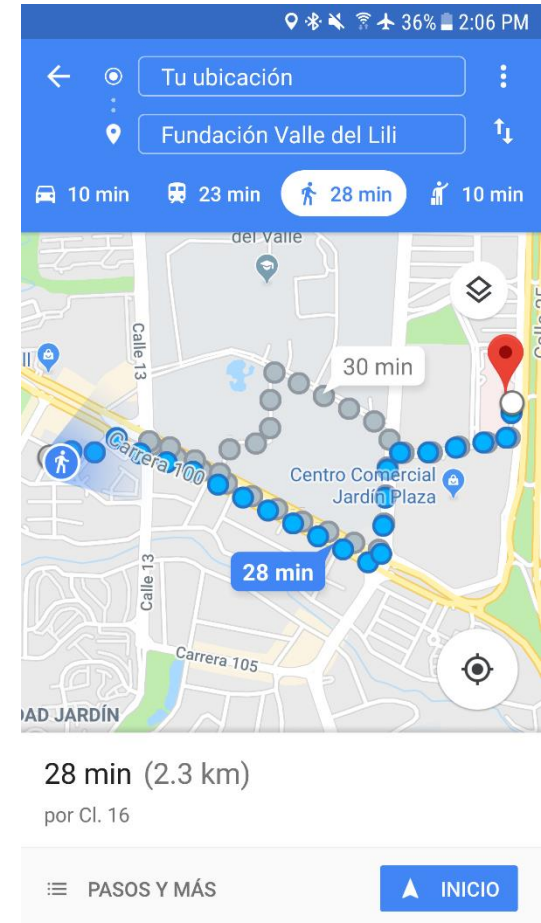 36% 2:06 PM
Tu ubicación
Fundación Valle del Lili
10 min 23 min 28 min 10 min
del Valle
Calle 13
Calle 25
30 min
Carrera 100
Centro Comercial
Jardín Plaza
28 min
Calle 13
Carrera 105
DAD JARDÍN
28 min (2.3 km)
por Cl. 16
PASOS Y MÁS
INICIO